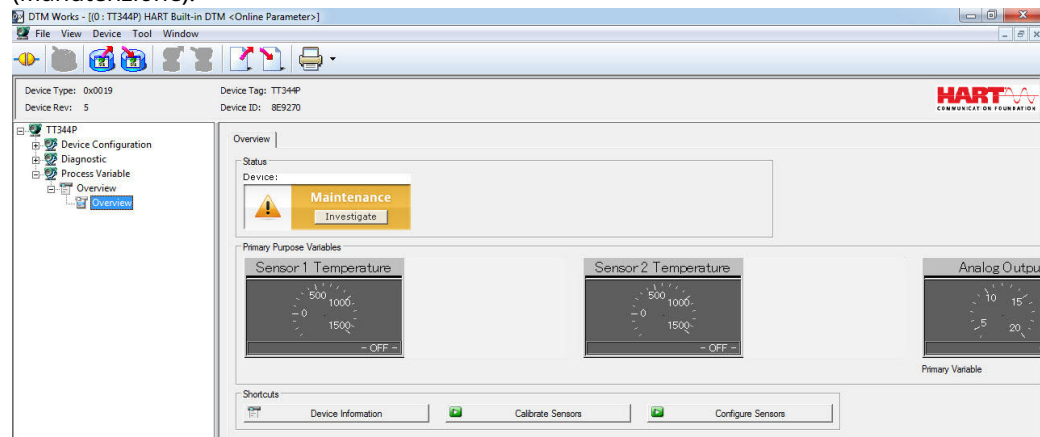 (manutenzione).
DTM Works - [(0 : TT344P) HART Built-in DTM <Online Parameter>]
File View Device Tool Window
Device Type: 0x0019
Device Tag: TT344P
Device Rev: 5
Device ID: 8E9270
HART
COMMUNICATION FOUNDATION
TT344P
Device Configuration
Diagnostic
Process Variable
Overview
Overview
Overview
Status
Device:
Maintenance
Investigate
Primary Purpose Variables
Sensor 1 Temperature
0 500 1000 1500
- OFF -
Sensor 2 Temperature
0 500 1000 1500
- OFF -
Analog Outpu
5 10 15 20
Primary Variable
Shortcuts
Device Information
Calibrate Sensors
Configure Sensors